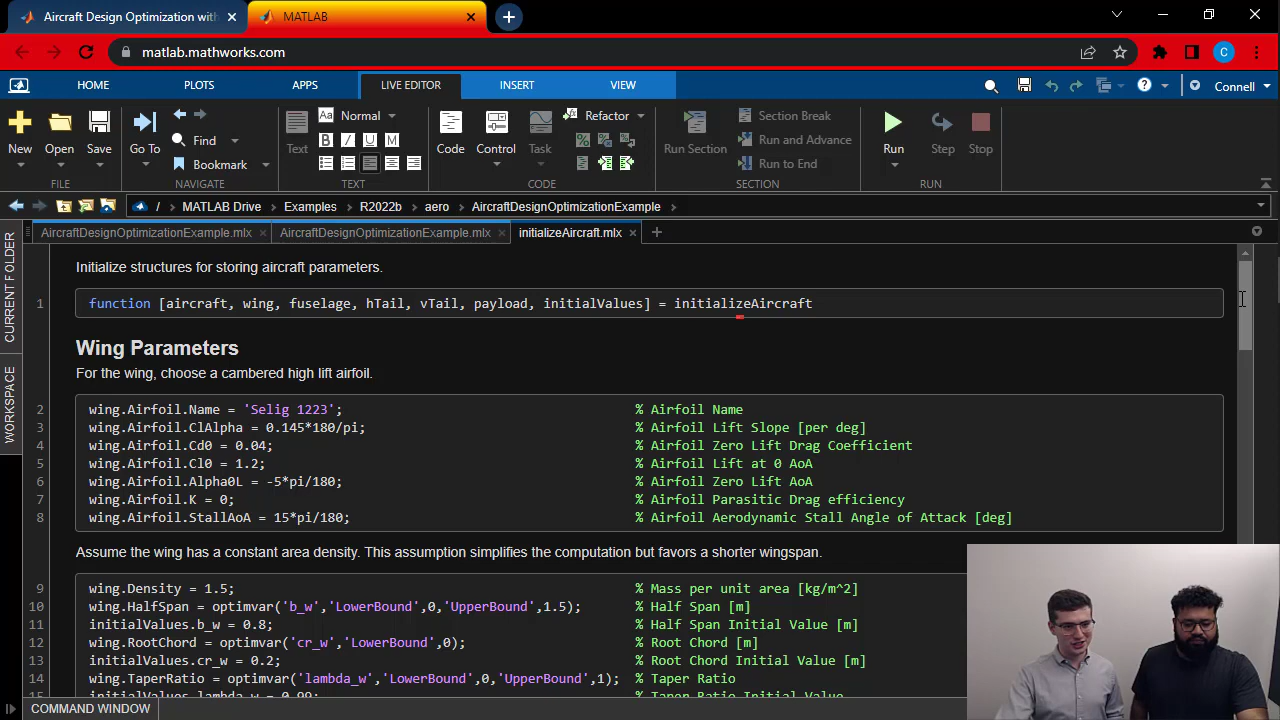 Aircraft Design Optimization with
MATLAB
matlab.mathworks.com
C
HOME PLOTS APPS LIVE EDITOR INSERT VIEW
Connell
New Open Save
Go To Find Bookmark
Text Aa Normal
B I U M
Code Control Task Refactor
Run Section Section Break
Run and Advance
Run to End
Run Step Stop
FILE NAVIGATE TEXT CODE SECTION RUN
/ MATLAB Drive Examples R2022b aero AircraftDesignOptimizationExample
AircraftDesignOptimizationExample.mlx AircraftDesignOptimizationExample.mlx initializeAircraft.mlx
CURRENT FOLDER
WORKSPACE
Initialize structures for storing aircraft parameters.
1 function [aircraft, wing, fuselage, hTail, vTail, payload, initialValues] = initializeAircraft
Wing Parameters
For the wing, choose a cambered high lift airfoil.
2 wing.Airfoil.Name = 'Selig 1223'; % Airfoil Name
3 wing.Airfoil.ClAlpha = 0.145*180/pi; % Airfoil Lift Slope [per deg]
4 wing.Airfoil.Cd0 = 0.04; % Airfoil Zero Lift Drag Coefficient
5 wing.Airfoil.Cl0 = 1.2; % Airfoil Lift at 0 AoA
6 wing.Airfoil.Alpha0L = -5*pi/180; % Airfoil Zero Lift AoA
7 wing.Airfoil.K = 0; % Airfoil Parasitic Drag efficiency
8 wing.Airfoil.StallAoA = 15*pi/180; % Airfoil Aerodynamic Stall Angle of Attack [deg]
Assume the wing has a constant area density. This assumption simplifies the computation but favors a shorter wingspan.
9 wing.Density = 1.5; % Mass per unit area [kg/m^2]
10 wing.HalfSpan = optimvar('b_w','LowerBound',0,'UpperBound',1.5); % Half Span [m]
11 initialValues.b_w = 0.8; % Half Span Initial Value [m]
12 wing.RootChord = optimvar('cr_w','LowerBound',0); % Root Chord [m]
13 initialValues.cr_w = 0.2; % Root Chord Initial Value [m]
14 wing.TaperRatio = optimvar('lambda_w','LowerBound',0,'UpperBound',1); % Taper Ratio
15 initialValues.lambda_w = 0.99; % Taper Ratio Initial Value
COMMAND WINDOW